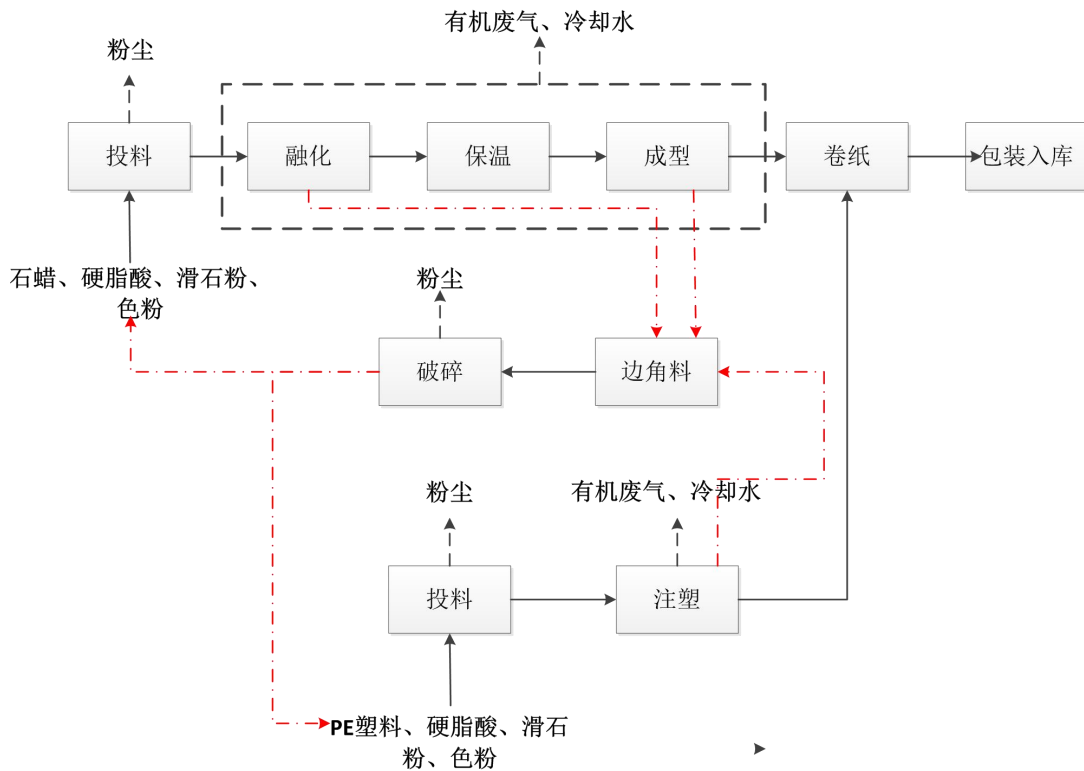 有机废气、冷却水
粉尘
投料
融化
保温
成型
卷纸
包装入库
石蜡、硬脂酸、滑石粉、
色粉
粉尘
破碎
边角料
粉尘
有机废气、冷却水
投料
注塑
PE塑料、硬脂酸、滑石
粉、色粉